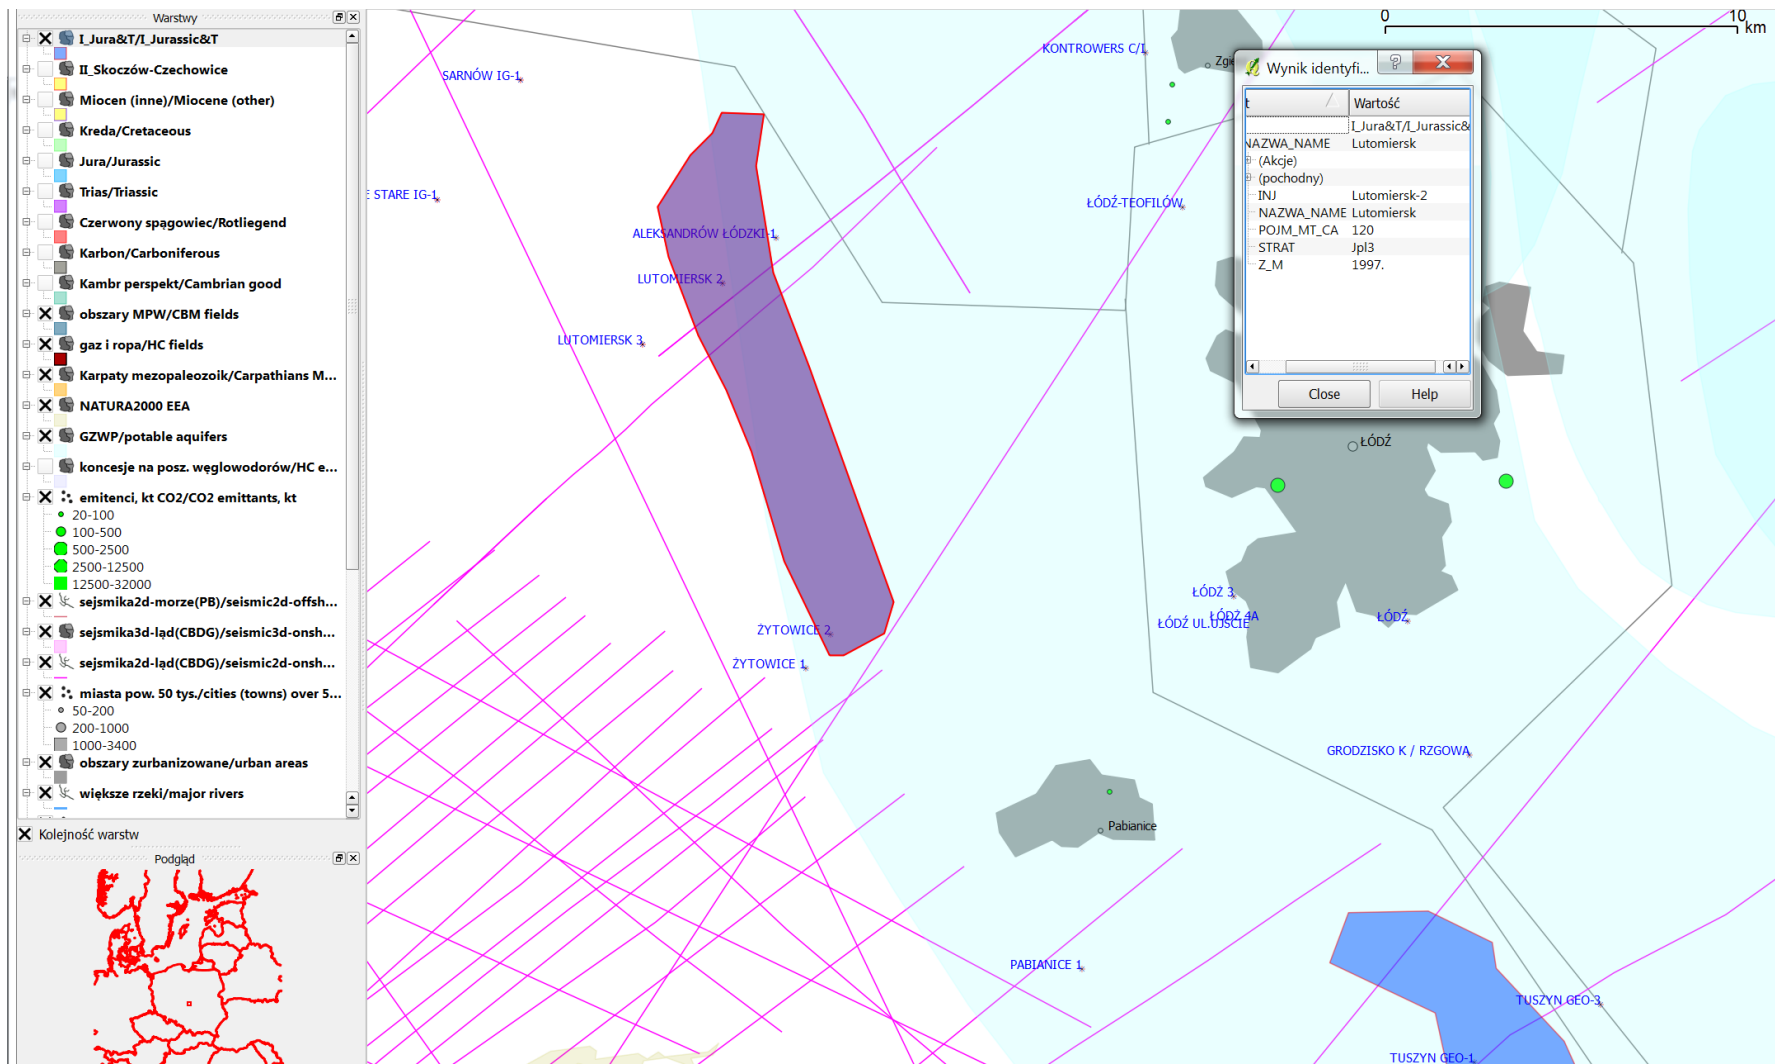 Warstwy
I_Jura&T/I_Jurassic&T
II_Skoczów-Czechowice
Miocen (inne)/Miocene (other)
Kreda/Cretaceous
Jura/Jurassic
Trias/Triassic
Czerwony spągowiec/Rotliegend
Karbon/Carboniferous
Kambr perspekt/Cambrian good
obszary MPW/CBM fields
gaz i ropa/HC fields
Karpaty mezopaleozoik/Carpathians M...
NATURA2000 EEA
GZWP/potable aquifers
koncesje na posz. węglowodorów/HC e...
emitenci, kt CO2/CO2 emittants, kt
20-100
100-500
500-2500
2500-12500
12500-32000
sejsmika2d-morze(PB)/seismic2d-offsh...
sejsmika3d-ląd(CBDG)/seismic3d-onsh...
sejsmika2d-ląd(CBDG)/seismic2d-onsh...
miasta pow. 50 tys./cities (towns) over 5...
50-200
200-1000
1000-3400
obszary zurbanizowane/urban areas
większe rzeki/major rivers
Kolejność warstw
Podgląd
0 10 km
KONTROWERS C/I
Zgie
SARNÓW IG-1
E STARE IG-1
ŁÓDŹ-TEOFILÓW
ALEKSANDRÓW ŁÓDZKI-1
LUTOMIERSK 2
LUTOMIERSK 3
Wynik identyfi...
t Wartość
I_Jura&T/I_Jurassic&
NAZWA_NAME Lutomiersk
(Akcje)
(pochodny)
INJ Lutomiersk-2
NAZWA_NAME Lutomiersk
POJM_MT_CA 120
STRAT Jpl3
Z_M 1997.
Close Help
ŁÓDŹ
ŁÓDŹ 3
ŁÓDŹ 4A
ŁÓDŹ UL.UJŚCIE
ŁÓDŹ
ŻYTOWICE 2
ŻYTOWICE 1
GRODZISKO K / RZGOWA
Pabianice
PABIANICE 1
TUSZYN GEO-3
TUSZYN GEO-1